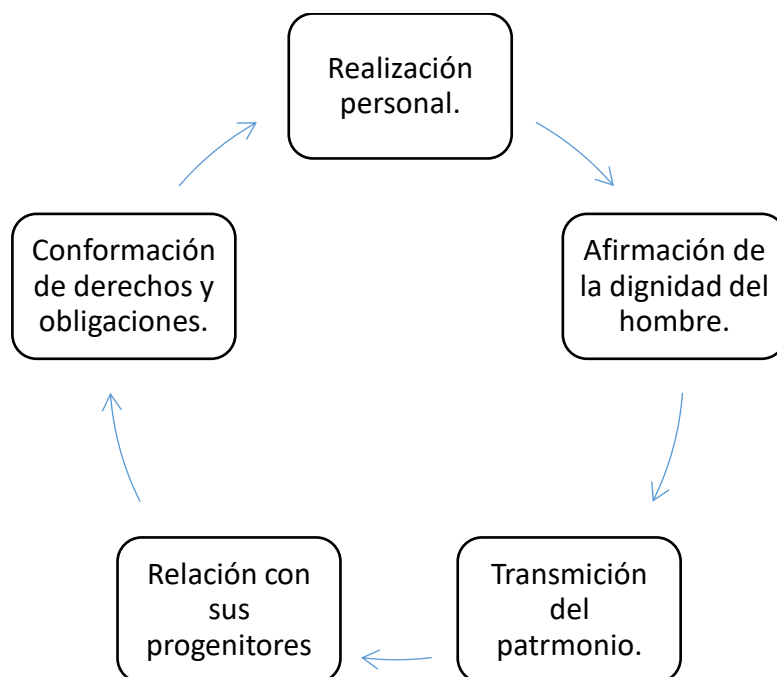 Realización
personal.
Afirmación de
la dignidad del
hombre.
Transmición
del
patrmonio.
Relación con
sus
progenitores
Conformación
de derechos y
obligaciones.